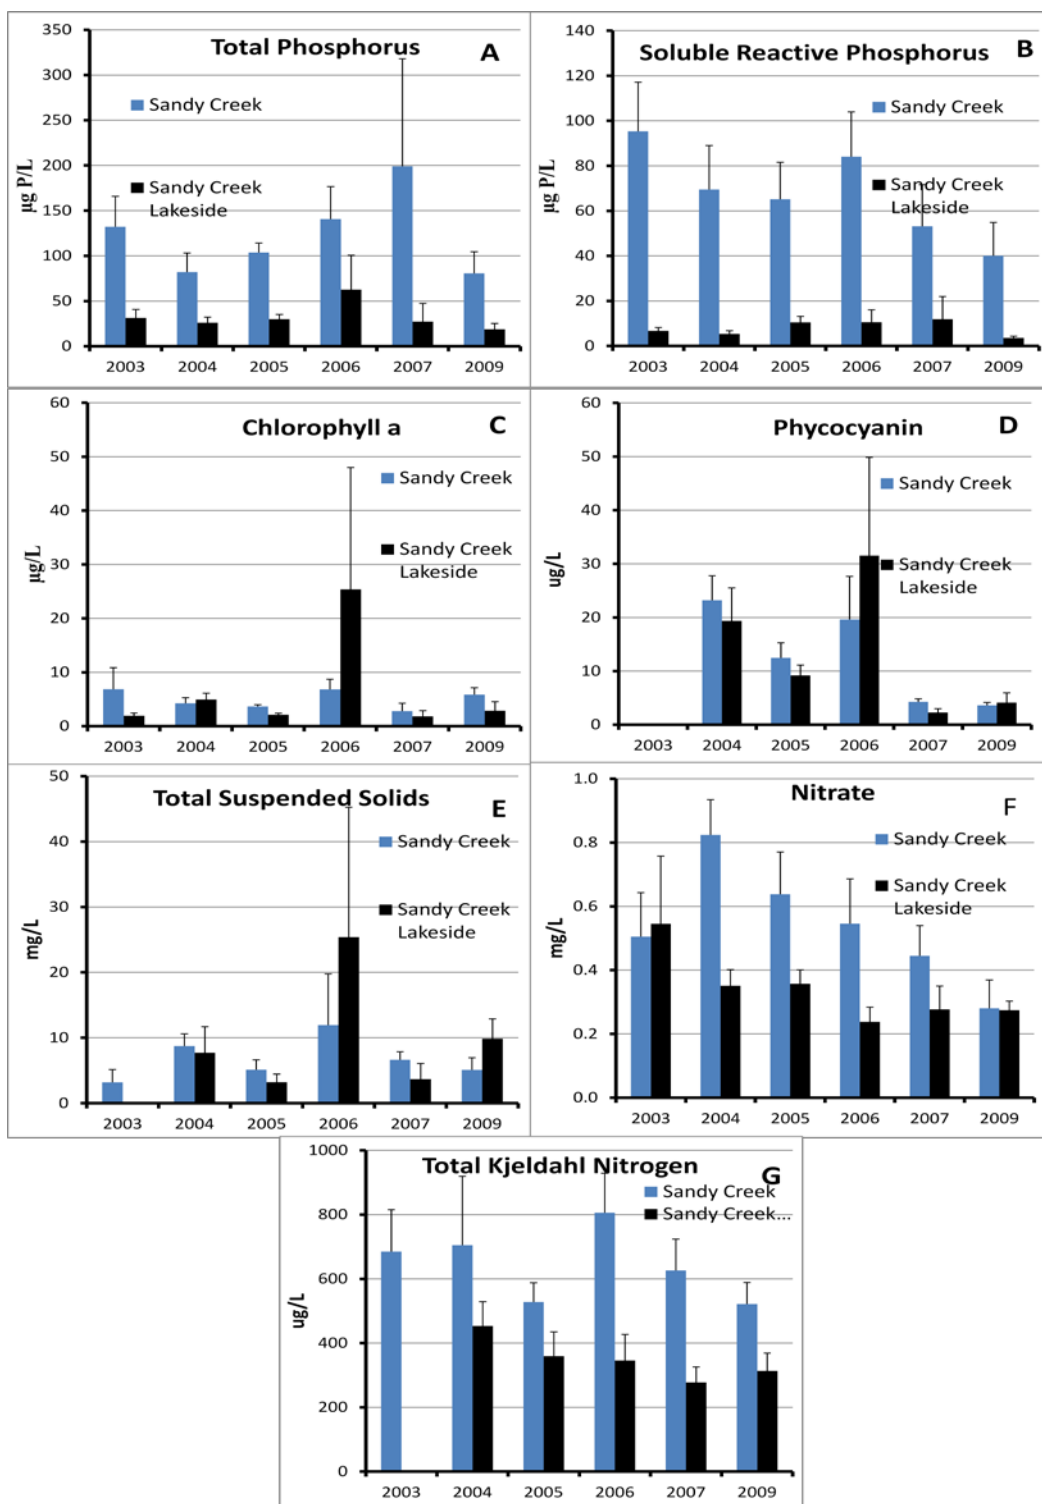 Total Phosphorus
A
µg P/L
400
350
300
250
200
150
100
50
0
Sandy Creek
Sandy Creek
Lakeside
2003 2004 2005 2006 2007 2009
Soluble Reactive Phosphorus
B
µg P/L
140
120
100
80
60
40
20
0
Sandy Creek
Sandy Creek
Lakeside
2003 2004 2005 2006 2007 2009
Chlorophyll a
C
µg/L
60
50
40
30
20
10
0
Sandy Creek
Sandy Creek
Lakeside
2003 2004 2005 2006 2007 2009
Phycocyanin
D
ug/L
60
50
40
30
20
10
0
Sandy Creek
Sandy Creek
Lakeside
2003 2004 2005 2006 2007 2009
Total Suspended Solids
E
mg/L
50
40
30
20
10
0
Sandy Creek
Sandy Creek
Lakeside
2003 2004 2005 2006 2007 2009
Nitrate
F
mg/L
1.0
0.8
0.6
0.4
0.2
0.0
Sandy Creek
Sandy Creek
Lakeside
2003 2004 2005 2006 2007 2009
Total Kjeldahl Nitrogen
G
ug/L
1000
800
600
400
200
0
Sandy Creek
Sandy Creek...
2003 2004 2005 2006 2007 2009